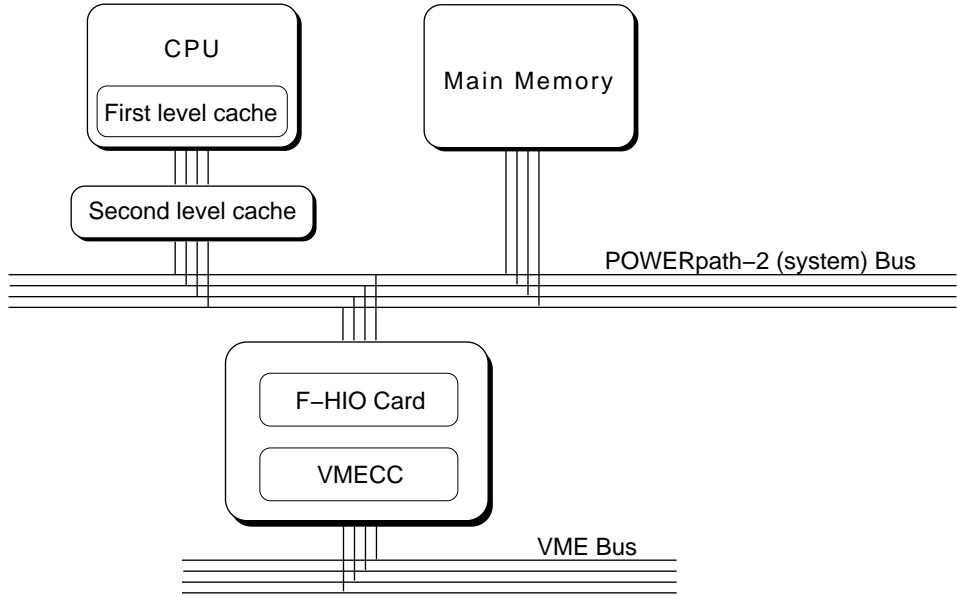 CPU
First level cache
Main Memory
Second level cache
POWERpath−2 (system) Bus
F−HIO Card
VMECC
VME Bus